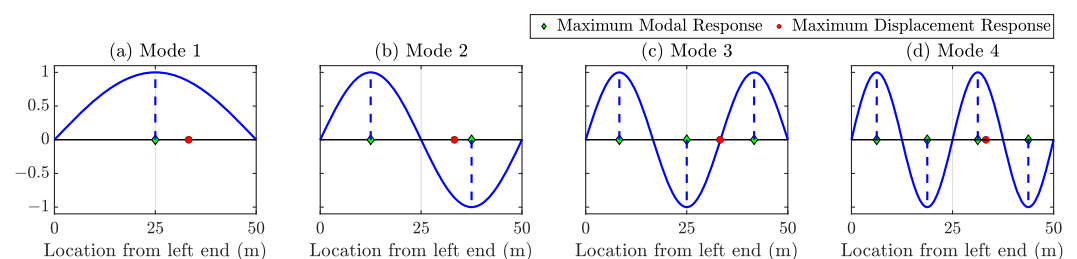 Maximum Modal Response Maximum Displacement Response
(a) Mode 1
(b) Mode 2
(c) Mode 3
(d) Mode 4
1
0.5
0
−0.5
−1
0 25 50
0 25 50
0 25 50
0 25 50
Location from left end (m)
Location from left end (m)
Location from left end (m)
Location from left end (m)